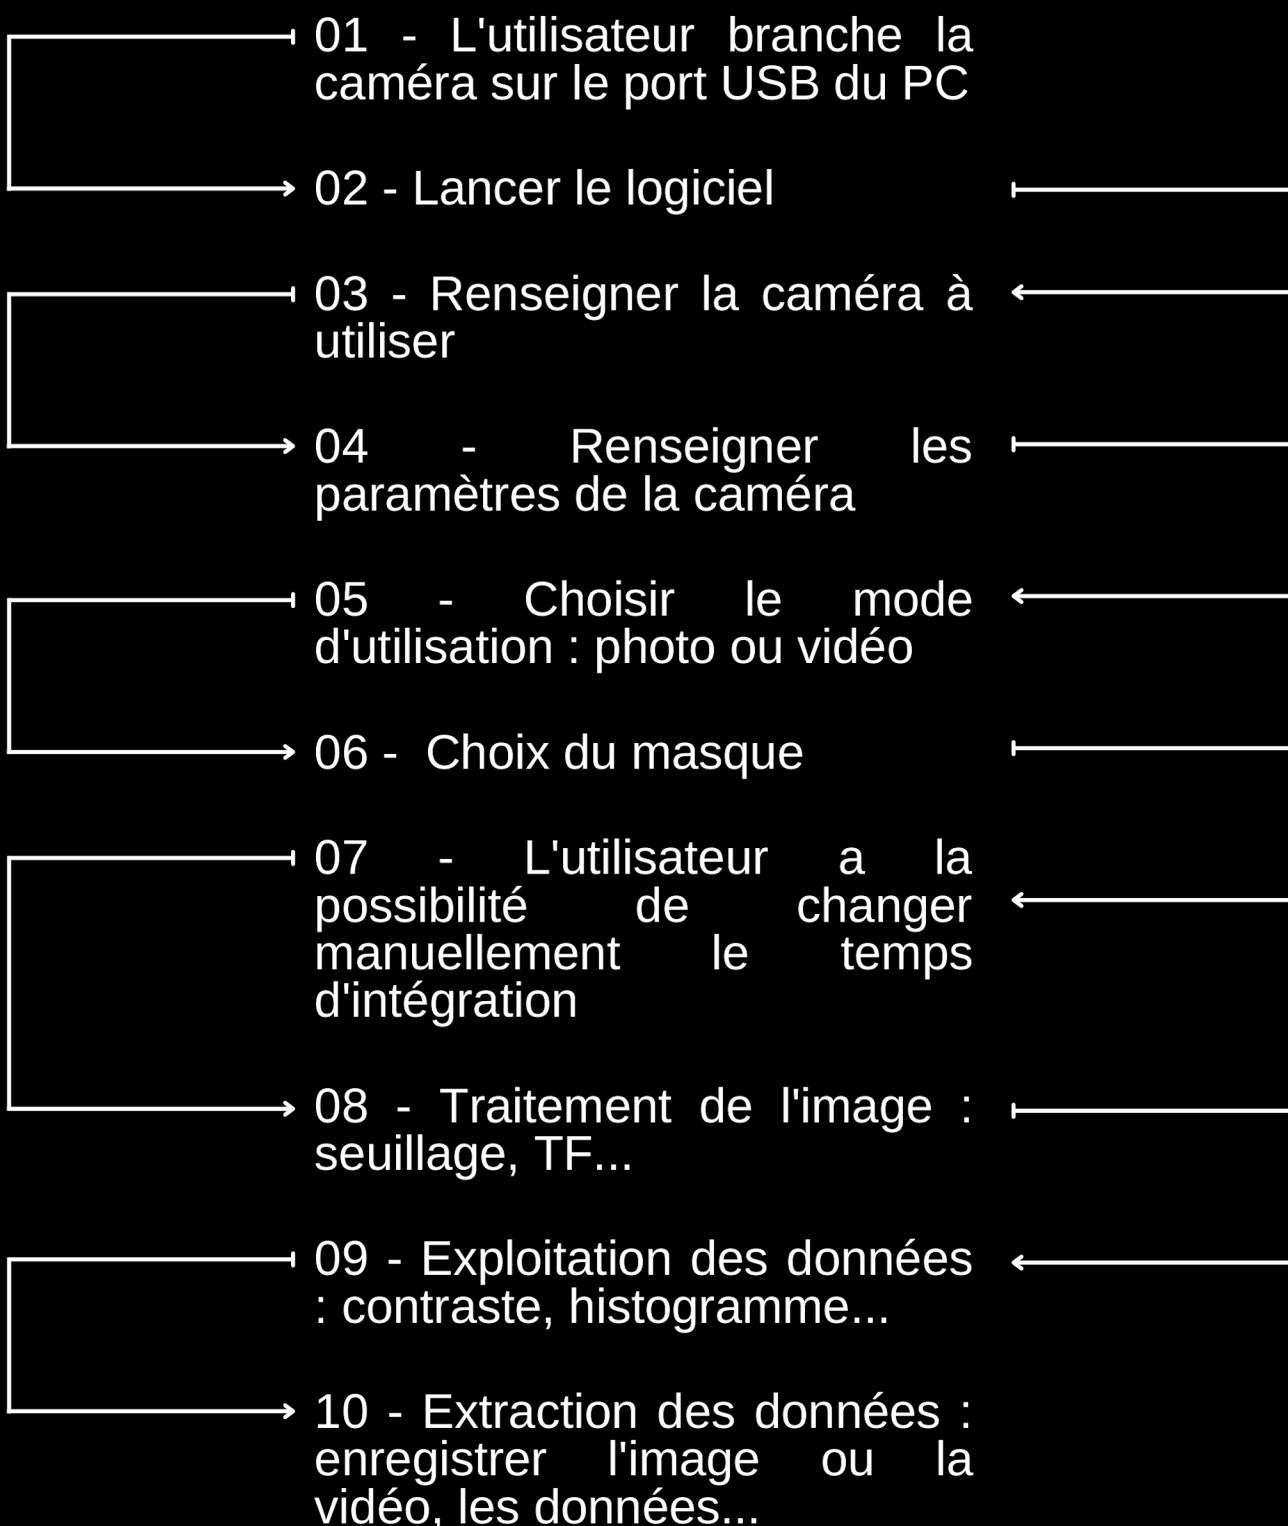 01 - L'utilisateur branche la
caméra sur le port USB du PC
02 - Lancer le logiciel
03 - Renseigner la caméra à
utiliser
04 - Renseigner les
paramètres de la caméra
05 - Choisir le mode
d'utilisation : photo ou vidéo
06 - Choix du masque
07 - L'utilisateur a la
possibilité de changer
manuellement le temps
d'intégration
08 - Traitement de l'image :
seuillage, TF...
09 - Exploitation des données
: contraste, histogramme...
10 - Extraction des données :
enregistrer l'image ou la
vidéo, les données...